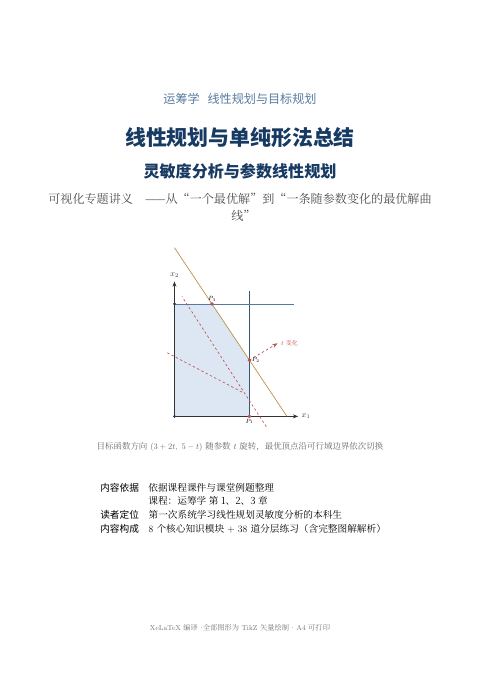 运筹学 线性规划与目标规划
线性规划与单纯形法总结
灵敏度分析与参数线性规划
可视化专题讲义 ——从“一个最优解”到“一条随参数变化的最优解曲
线”
x₂
P₃
t 变化
P₂
x₁
P₁
目标函数方向 (3 + 2t, 5 − t) 随参数 t 旋转，最优顶点沿可行域边界依次切换
内容依据 依据课程课件与课堂例题整理
课程：运筹学 第 1、2、3 章
读者定位 第一次系统学习线性规划灵敏度分析的本科生
内容构成 8 个核心知识模块 + 38 道分层练习（含完整图解解析）
XeLaTeX 编译 · 全部图形为 TikZ 矢量绘制 · A4 可打印